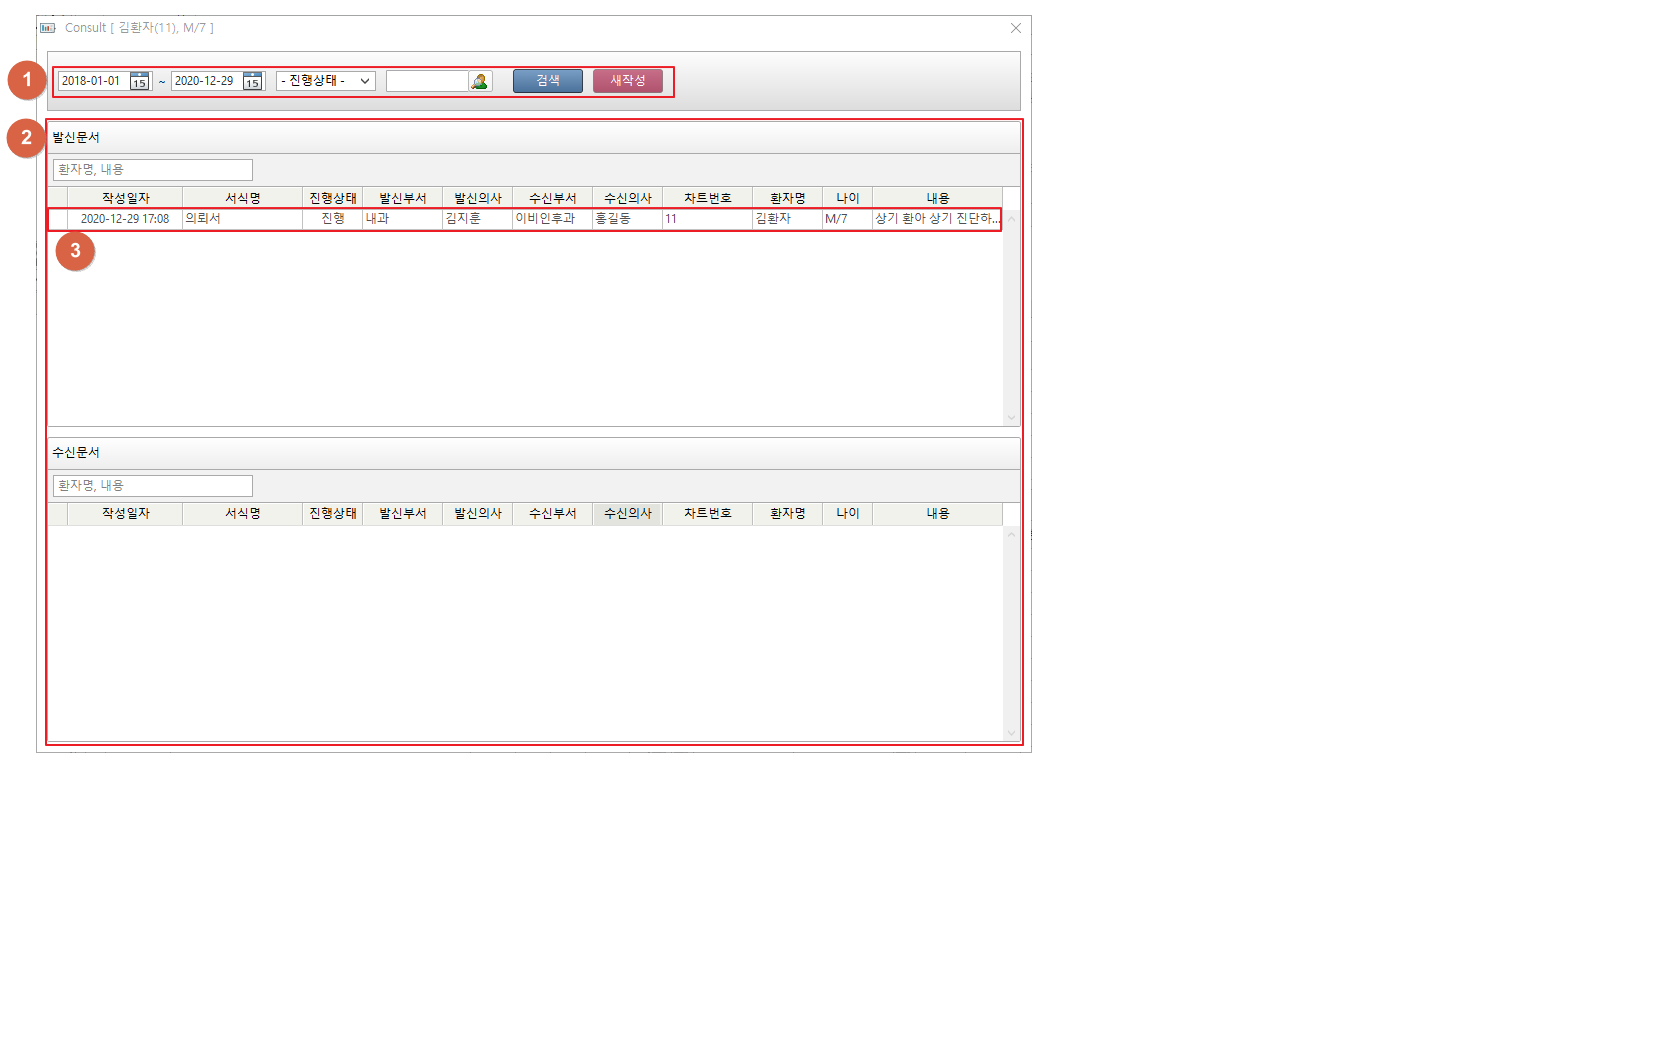 Consult [ 김환자(11), M/7 ]
1
2018-01-01 15 ~ 2020-12-29 15 - 진행상태 - 검색 새작성
2
발신문서
환자명, 내용
작성일자 서식명 진행상태 발신부서 발신의사 수신부서 수신의사 차트번호 환자명 나이 내용
2020-12-29 17:08 의뢰서 진행 내과 김지훈 이비인후과 홍길동 11 김환자 M/7 상기 환아 상기 진단하...
3
수신문서
환자명, 내용
작성일자 서식명 진행상태 발신부서 발신의사 수신부서 수신의사 차트번호 환자명 나이 내용